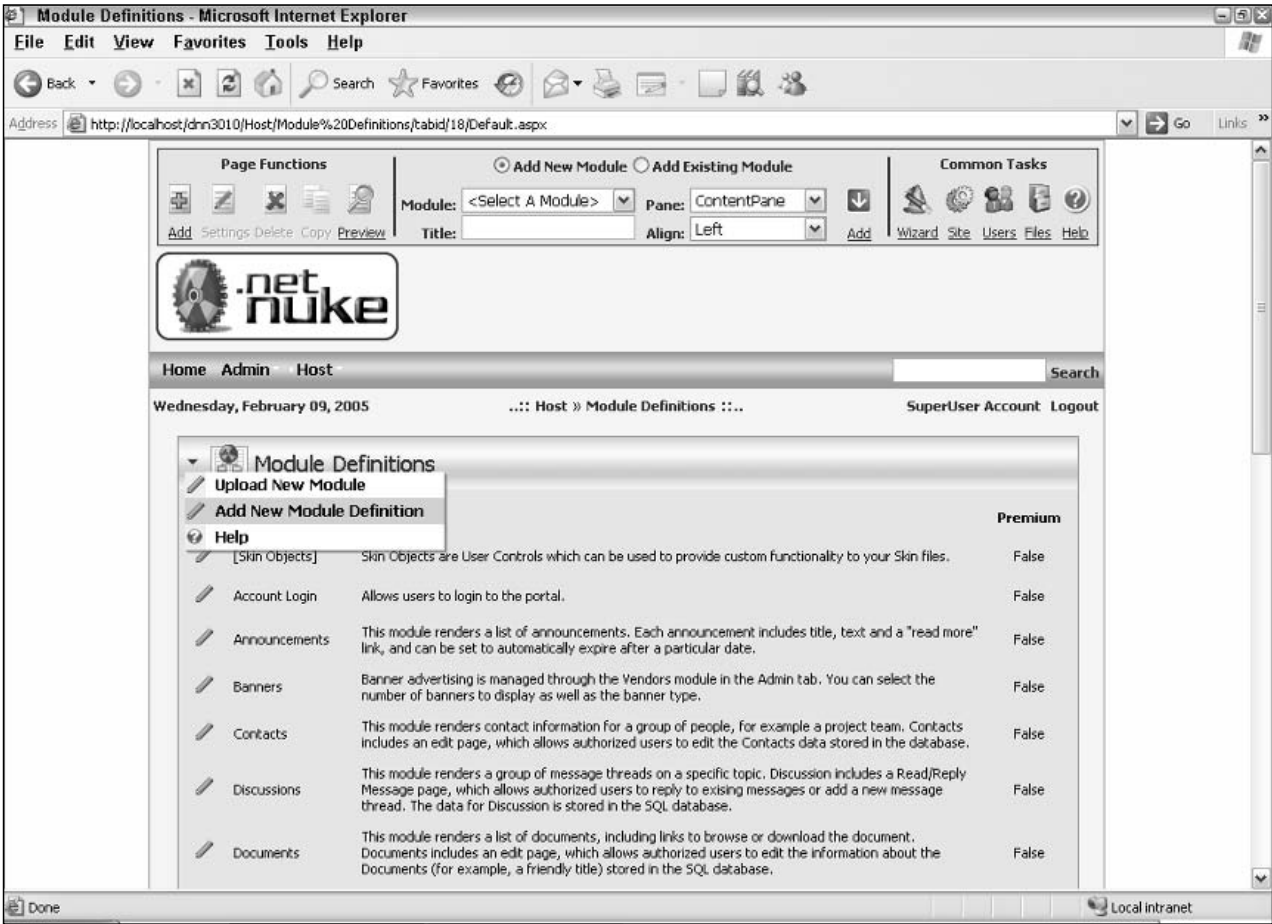 Module Definitions - Microsoft Internet Explorer
File Edit View Favorites Tools Help
Back Search Favorites
Address http://localhost/dnn3010/Host/Module%20Definitions/tabid/18/Default.aspx Go Links »
Page Functions Add New Module Add Existing Module Common Tasks
Module: <Select A Module> Pane: ContentPane
Add Settings Delete Copy Preview Title: Align: Left Add Wizard Site Users Files Help
.net
nuke
Home Admin Host Search
Wednesday, February 09, 2005 ..:: Host » Module Definitions ::.. SuperUser Account Logout
Module Definitions
Upload New Module
Add New Module Definition
Premium
Help
[Skin Objects] Skin Objects are User Controls which can be used to provide custom functionality to your Skin files. False
Account Login Allows users to login to the portal. False
Announcements This module renders a list of announcements. Each announcement includes title, text and a "read more"
link, and can be set to automatically expire after a particular date. False
Banners Banner advertising is managed through the Vendors module in the Admin tab. You can select the
number of banners to display as well as the banner type. False
Contacts This module renders contact information for a group of people, for example a project team. Contacts
includes an edit page, which allows authorized users to edit the Contacts data stored in the database. False
This module renders a group of message threads on a specific topic. Discussion includes a Read/Reply
Discussions Message page, which allows authorized users to reply to exising messages or add a new message False
thread. The data for Discussion is stored in the SQL database.
This module renders a list of documents, including links to browse or download the document.
Documents Documents includes an edit page, which allows authorized users to edit the information about the False
Documents (for example, a friendly title) stored in the SQL database.
Done Local intranet